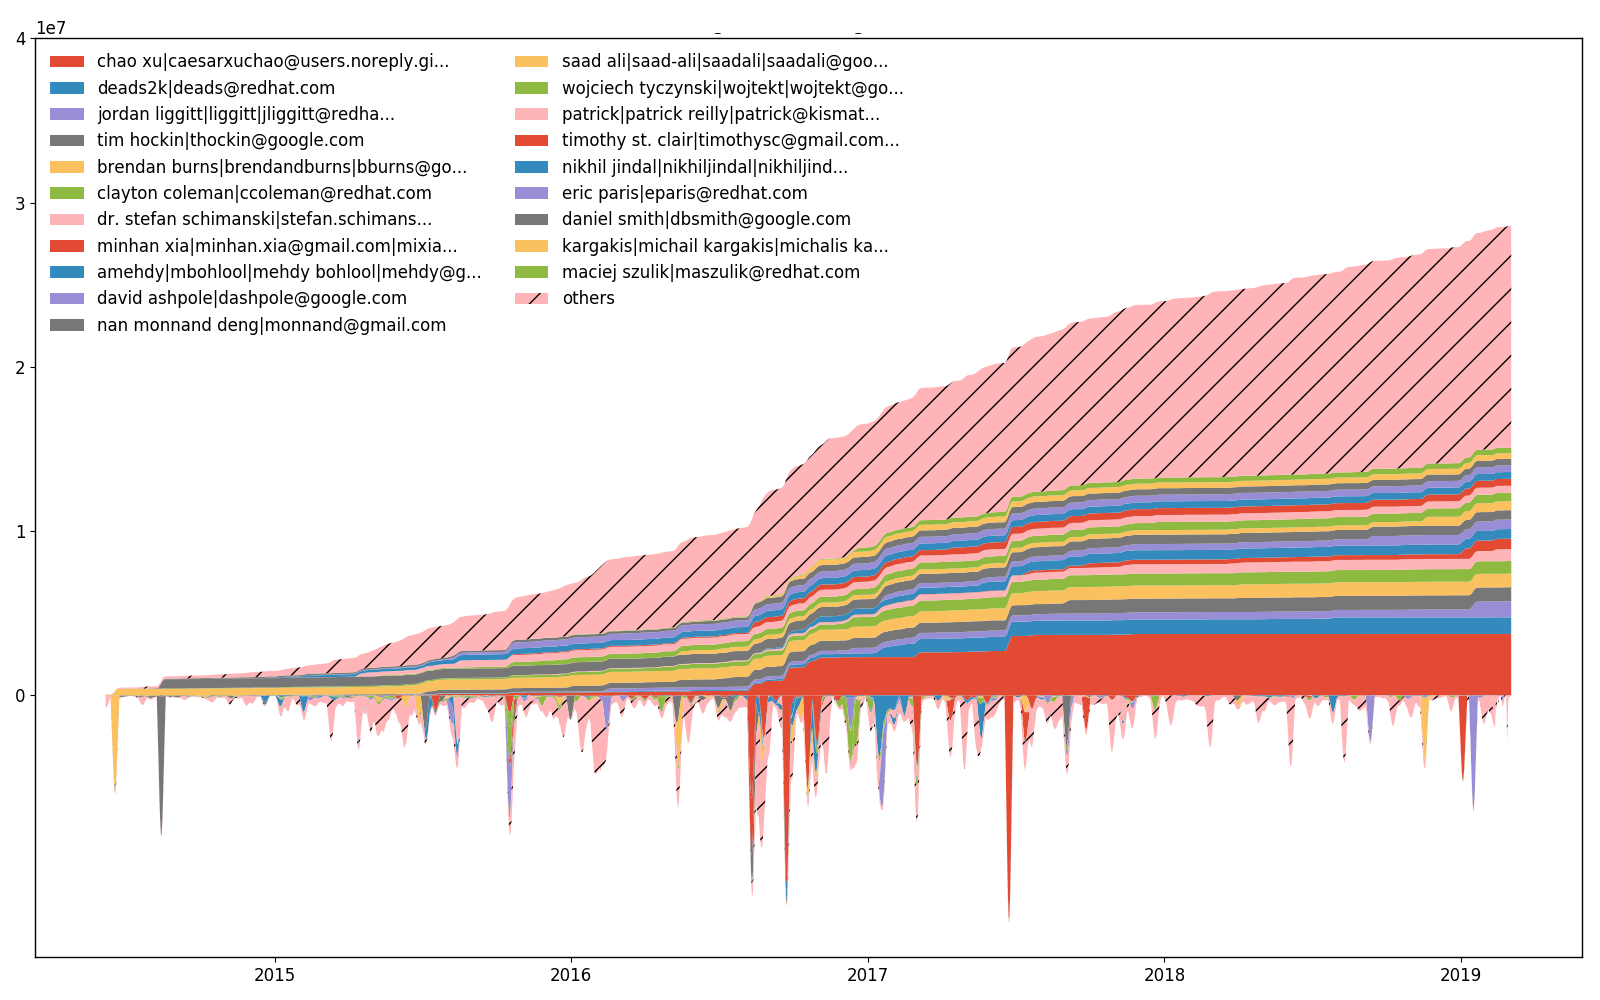 1e7
4
3
2
1
0
chao xu|caesarxuchao@users.noreply.gi...
deads2k|deads@redhat.com
jordan liggitt|liggitt|jliggitt@redha...
tim hockin|thockin@google.com
brendan burns|brendandburns|bburns@go...
clayton coleman|ccoleman@redhat.com
dr. stefan schimanski|stefan.schimans...
minhan xia|minhan.xia@gmail.com|mixia...
amehdy|mbohlool|mehdy bohlool|mehdy@g...
david ashpole|dashpole@google.com
nan monnand deng|monnand@gmail.com
saad ali|saad-ali|saadali|saadali@goo...
wojciech tyczynski|wojtekt|wojtekt@go...
patrick|patrick reilly|patrick@kismat...
timothy st. clair|timothysc@gmail.com...
nikhil jindal|nikhiljindal|nikhiljind...
eric paris|eparis@redhat.com
daniel smith|dbsmith@google.com
kargakis|michail kargakis|michalis ka...
maciej szulik|maszulik@redhat.com
others
2015
2016
2017
2018
2019